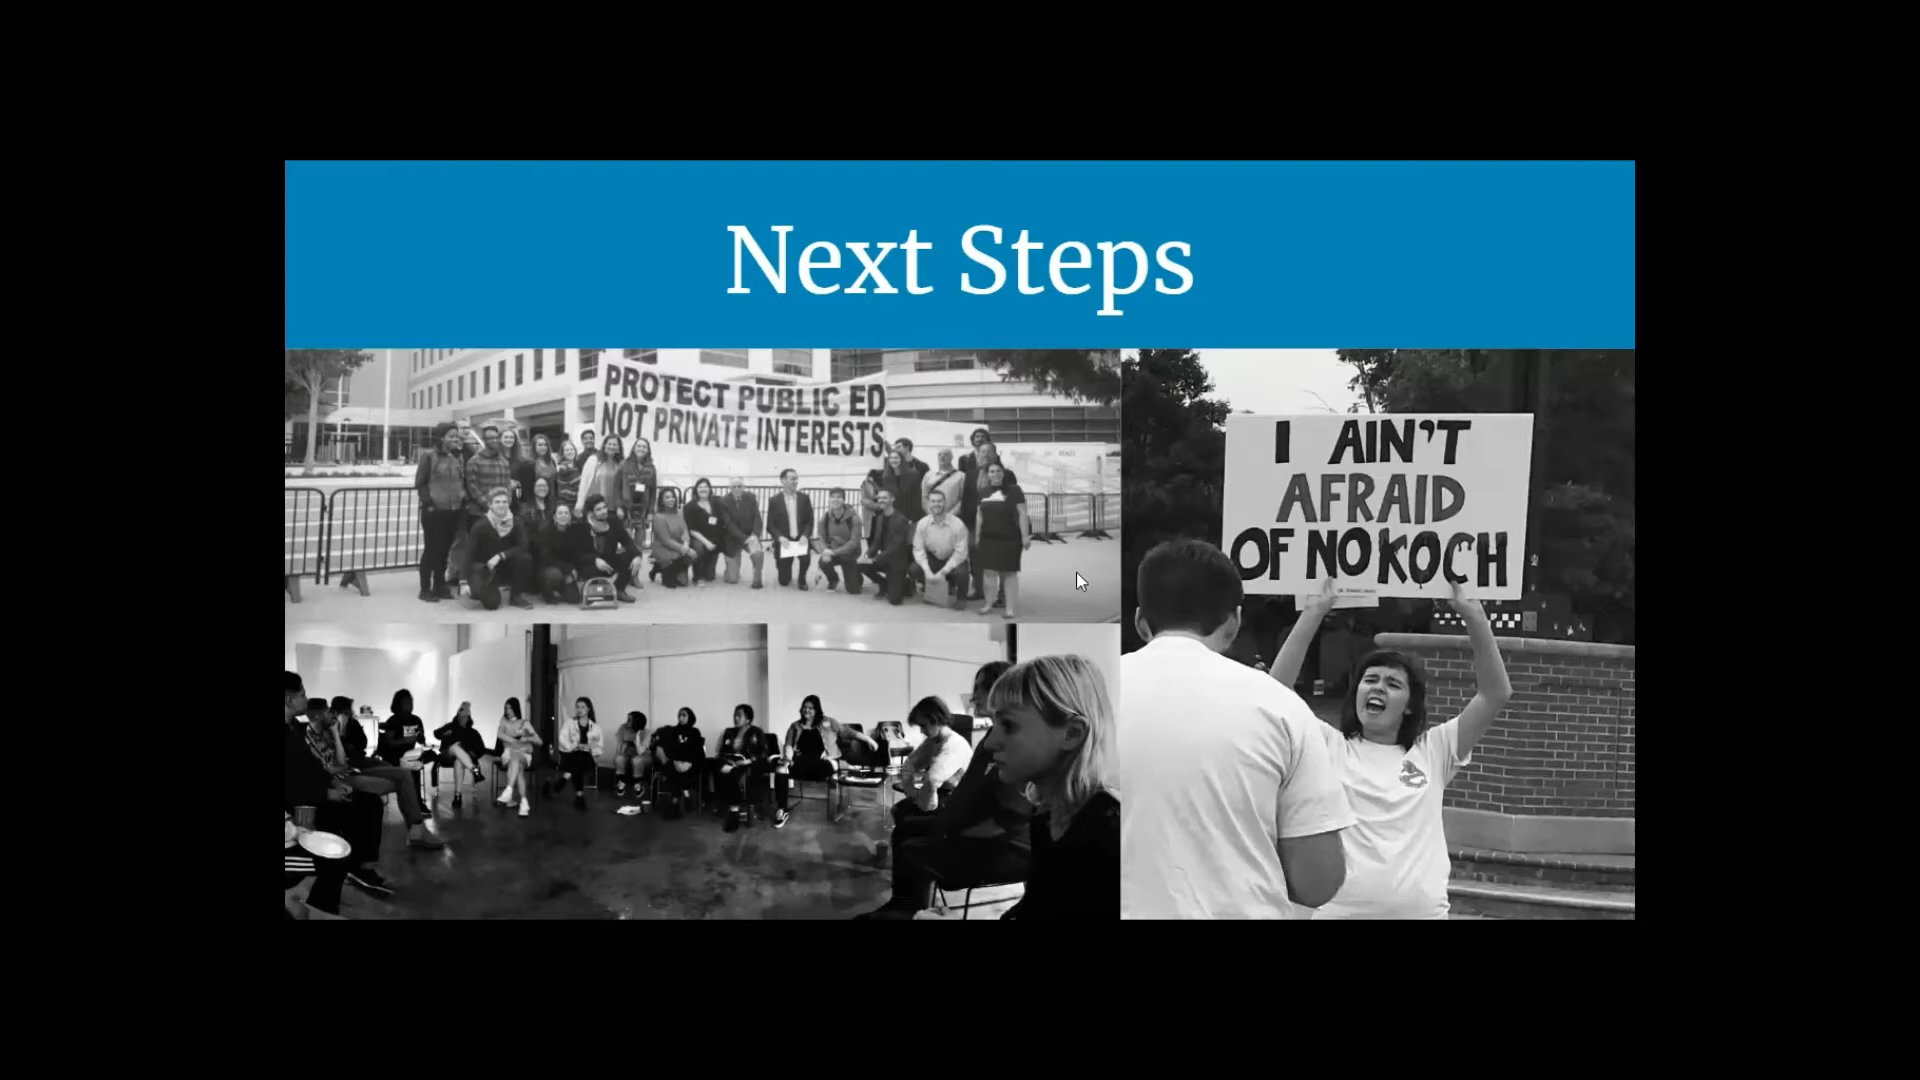 Next Steps
PROTECT PUBLIC ED
NOT PRIVATE INTERESTS
I AIN'T
AFRAID
OF NO KOCH